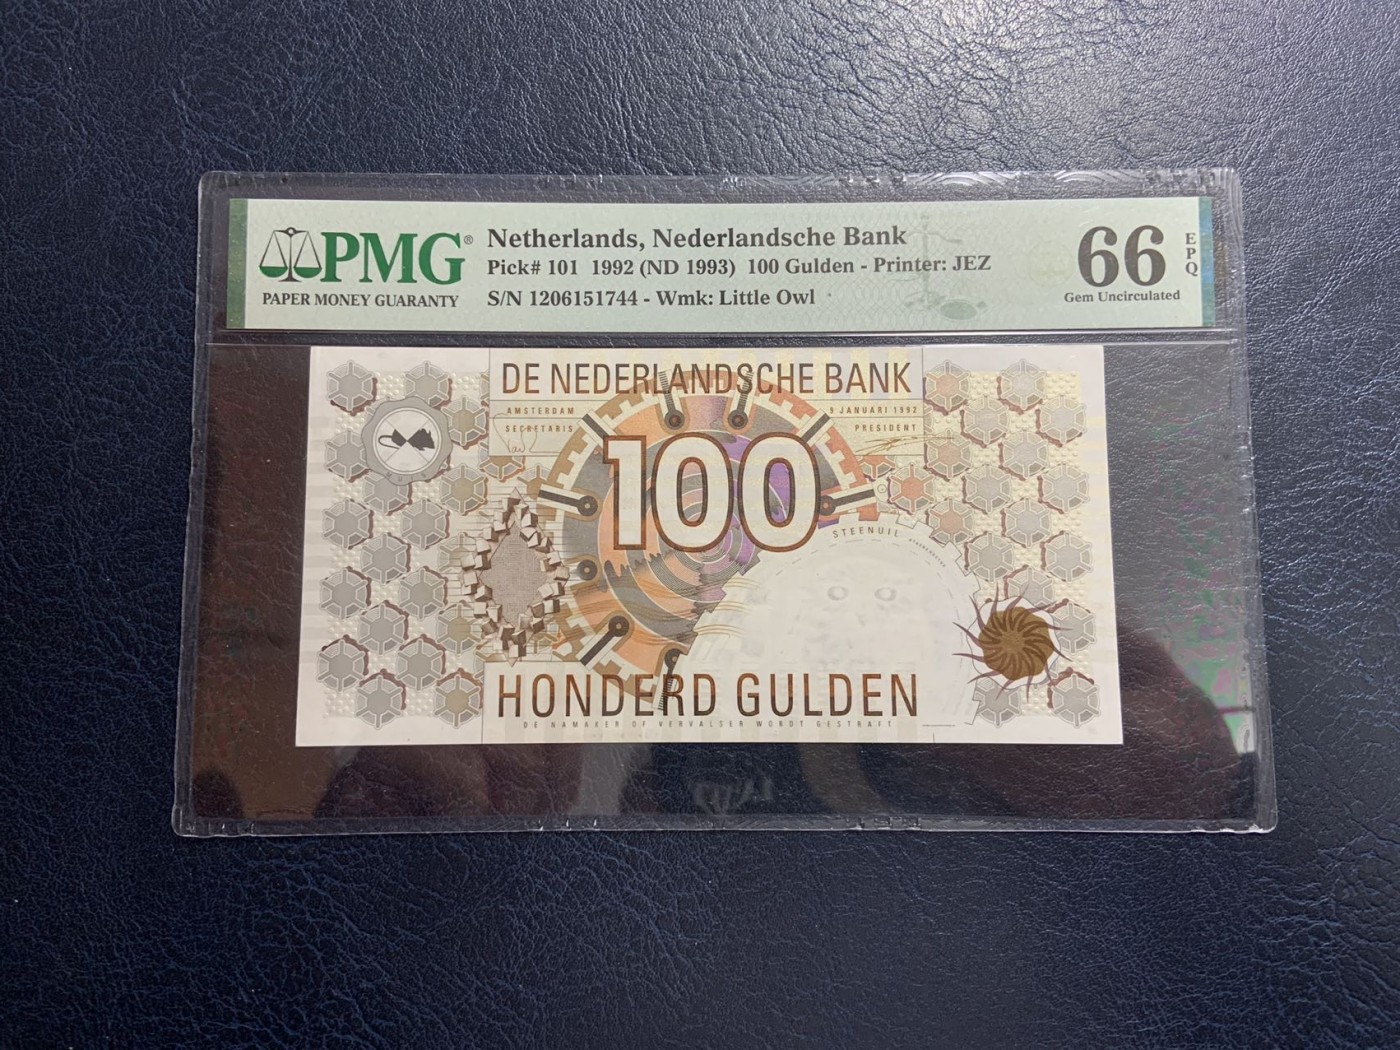 PMG®
PAPER MONEY GUARANTY
Netherlands, Nederlandsche Bank
Pick# 101 1992 (ND 1993) 100 Gulden - Printer: JEZ
S/N 1206151744 - Wmk: Little Owl
66
EPQ
Gem Uncirculated
DE NEDERLANDSCHE BANK
AMSTERDAM
9 JANUARI 1992
SECRETARIS
PRESIDENT
100
STEENUIL
HONDERD GULDEN
DE NAMAKER OF VERVALSER WORDT GESTRAFT